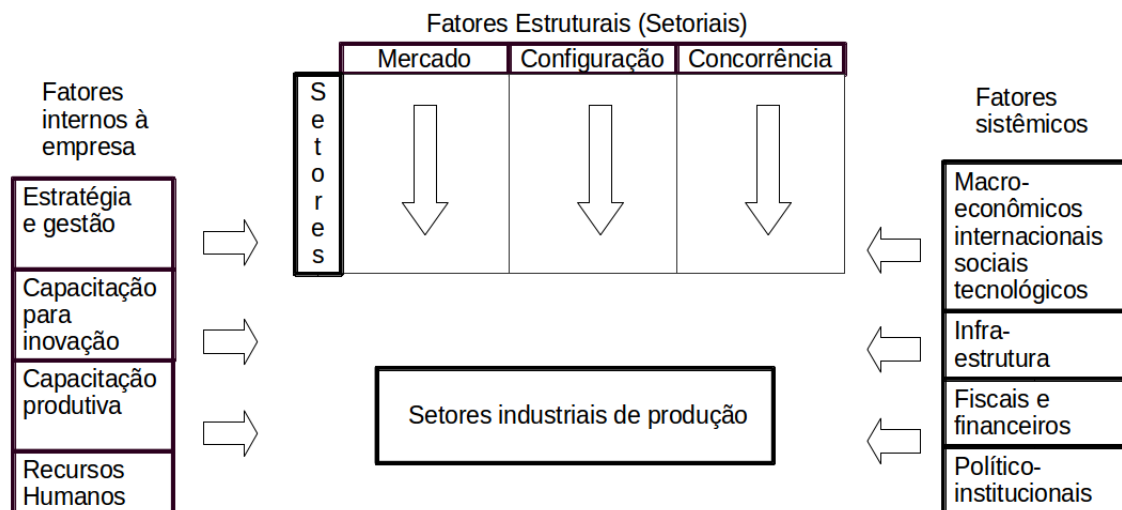 Fatores Estruturais (Setoriais)
Mercado
Configuração
Concorrência
Setores
Fatores
internos à
empresa
Estratégia
e gestão
Capacitação
para
inovação
Capacitação
produtiva
Recursos
Humanos
Setores industriais de produção
Fatores
sistêmicos
Macro-
econômicos
internacionais
sociais
tecnológicos
Infra-
estrutura
Fiscais e
financeiros
Político-
institucionais